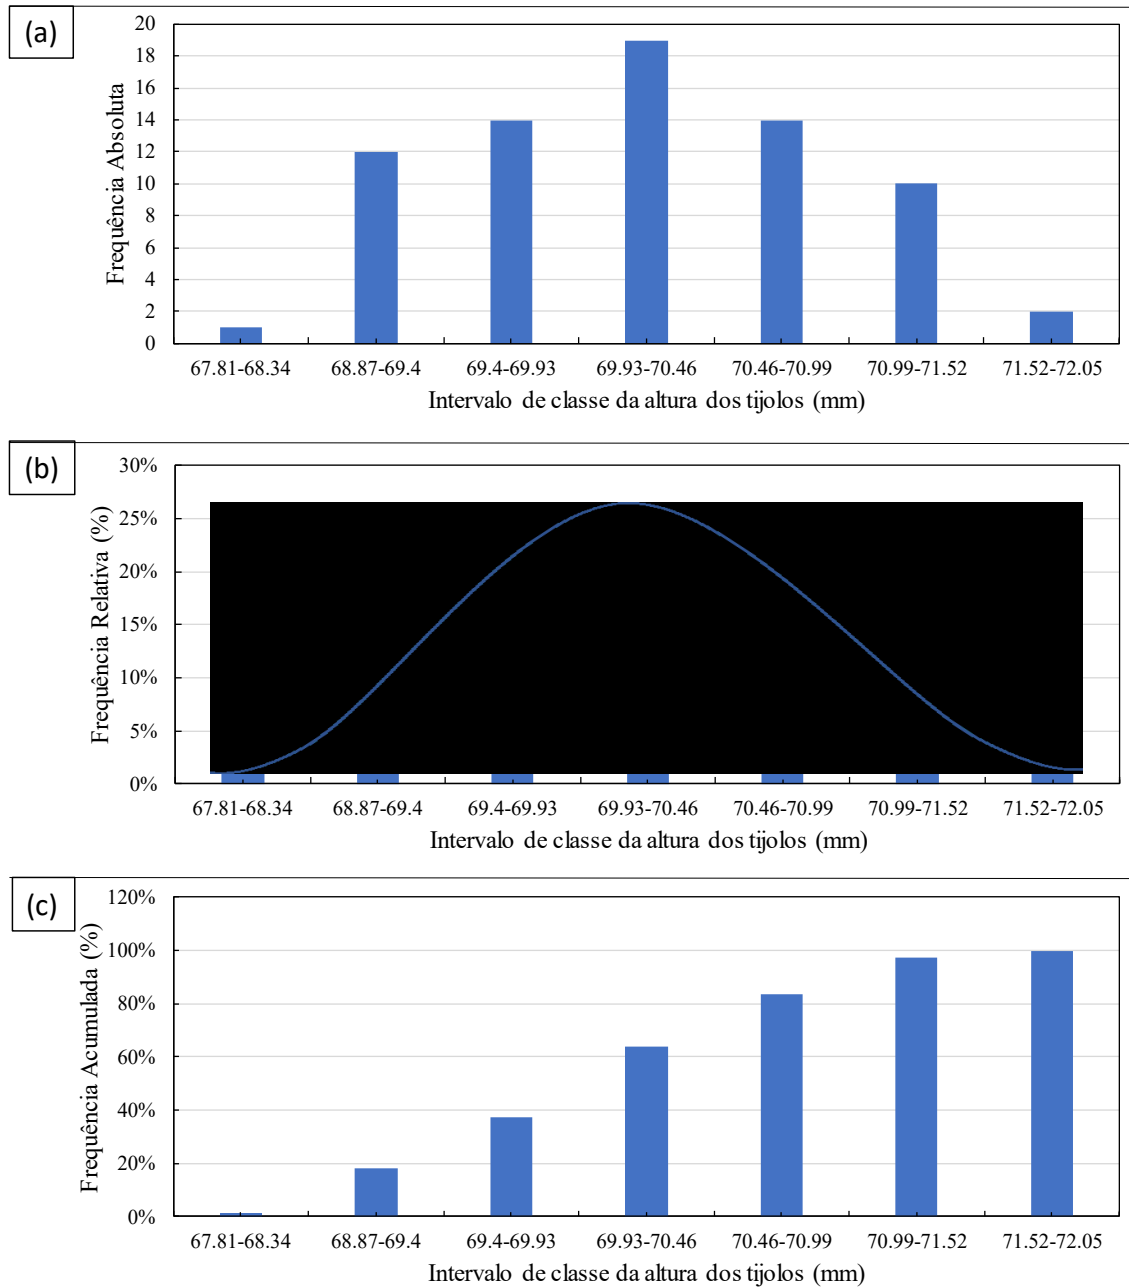 (a)
Frequência Absoluta
20
18
16
14
12
10
8
6
4
2
0
67.81-68.34 68.87-69.4 69.4-69.93 69.93-70.46 70.46-70.99 70.99-71.52 71.52-72.05
Intervalo de classe da altura dos tijolos (mm)
(b)
Frequência Relativa (%)
30%
25%
20%
15%
10%
5%
0%
67.81-68.34 68.87-69.4 69.4-69.93 69.93-70.46 70.46-70.99 70.99-71.52 71.52-72.05
Intervalo de classe da altura dos tijolos (mm)
(c)
Frequência Acumulada (%)
120%
100%
80%
60%
40%
20%
0%
67.81-68.34 68.87-69.4 69.4-69.93 69.93-70.46 70.46-70.99 70.99-71.52 71.52-72.05
Intervalo de classe da altura dos tijolos (mm)